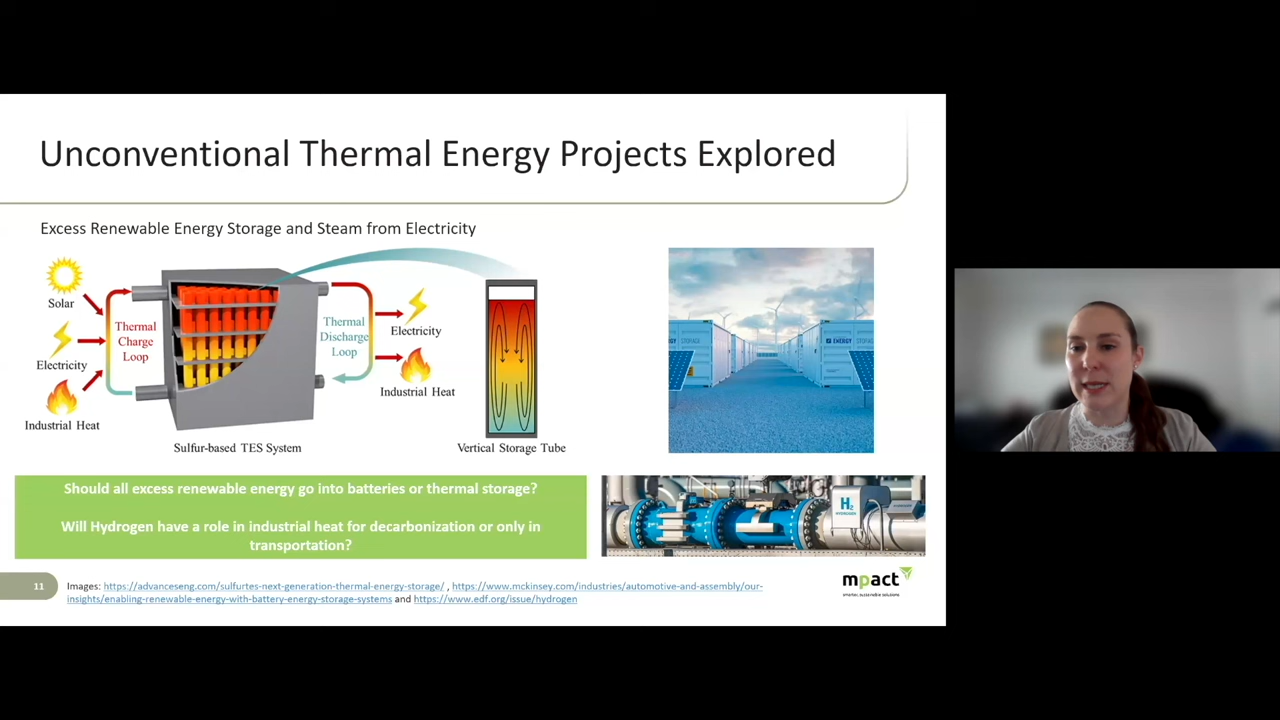 Unconventional Thermal Energy Projects Explored
Excess Renewable Energy Storage and Steam from Electricity
Solar
Electricity
Industrial Heat
Thermal
Charge
Loop
Thermal
Discharge
Loop
Electricity
Industrial Heat
Sulfur-based TES System
Vertical Storage Tube
STORAGE
ENERGY
Should all excess renewable energy go into batteries or thermal storage?
Will Hydrogen have a role in industrial heat for decarbonization or only in
transportation?
H2
HYDROGEN
11
Images: https://advanceseng.com/sulfurtes-next-generation-thermal-energy-storage/ , https://www.mckinsey.com/industries/automotive-and-assembly/our-
insights/enabling-renewable-energy-with-battery-energy-storage-systems and https://www.edf.org/issue/hydrogen
mpact